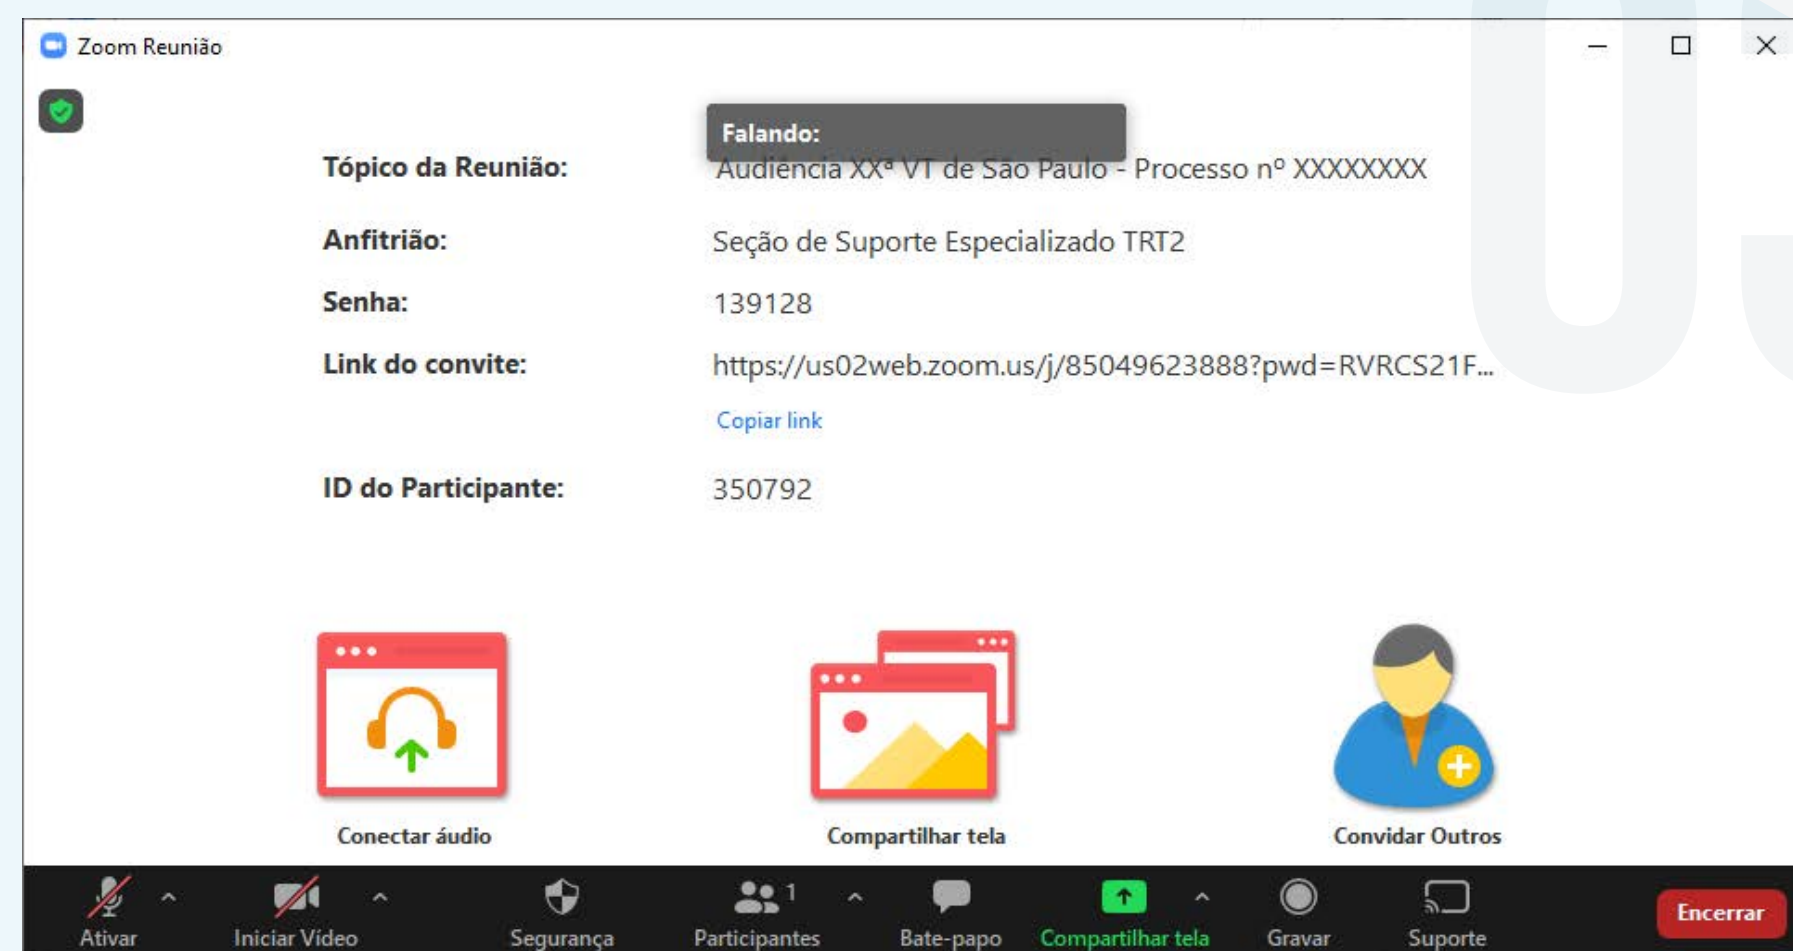 Zoom Reunião
Falando:
Tópico da Reunião: Audiência XXª VT de São Paulo - Processo nº XXXXXXXX
Anfitrião: Seção de Suporte Especializado TRT2
Senha: 139128
Link do convite: https://us02web.zoom.us/j/85049623888?pwd=RVRCS21F...
Copiar link
ID do Participante: 350792
Conectar áudio Compartilhar tela Convidar Outros
1
Ativar Iniciar Vídeo Segurança Participantes Bate-papo Compartilhar tela Gravar Suporte Encerrar